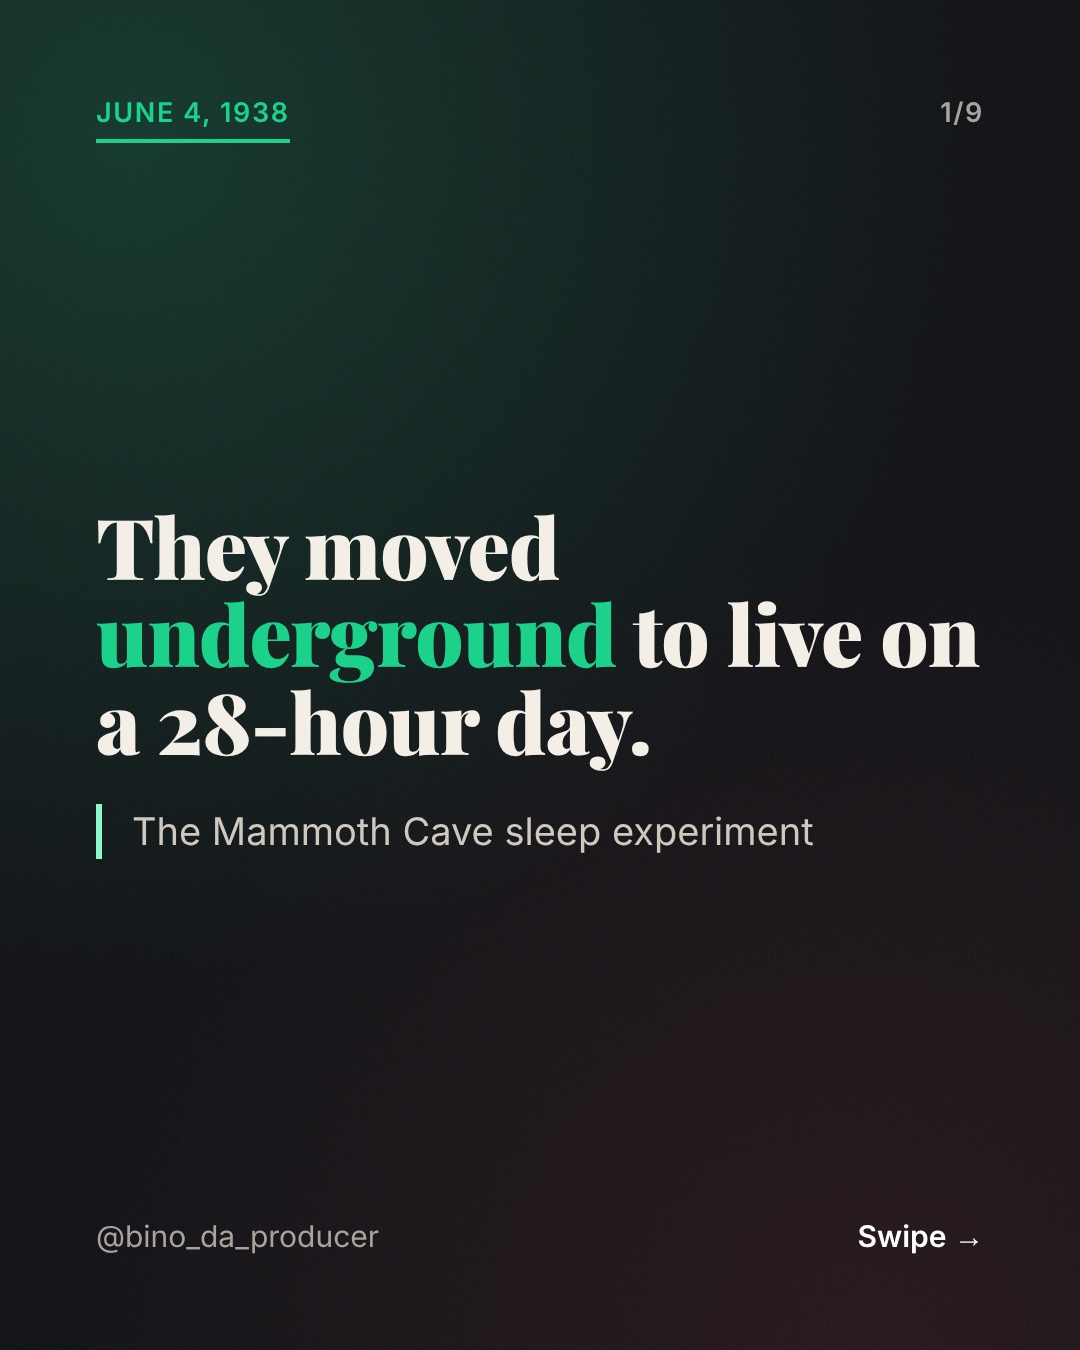 JUNE 4, 1938
1/9
They moved
underground to live on
a 28-hour day.
The Mammoth Cave sleep experiment
@bino_da_producer
Swipe →